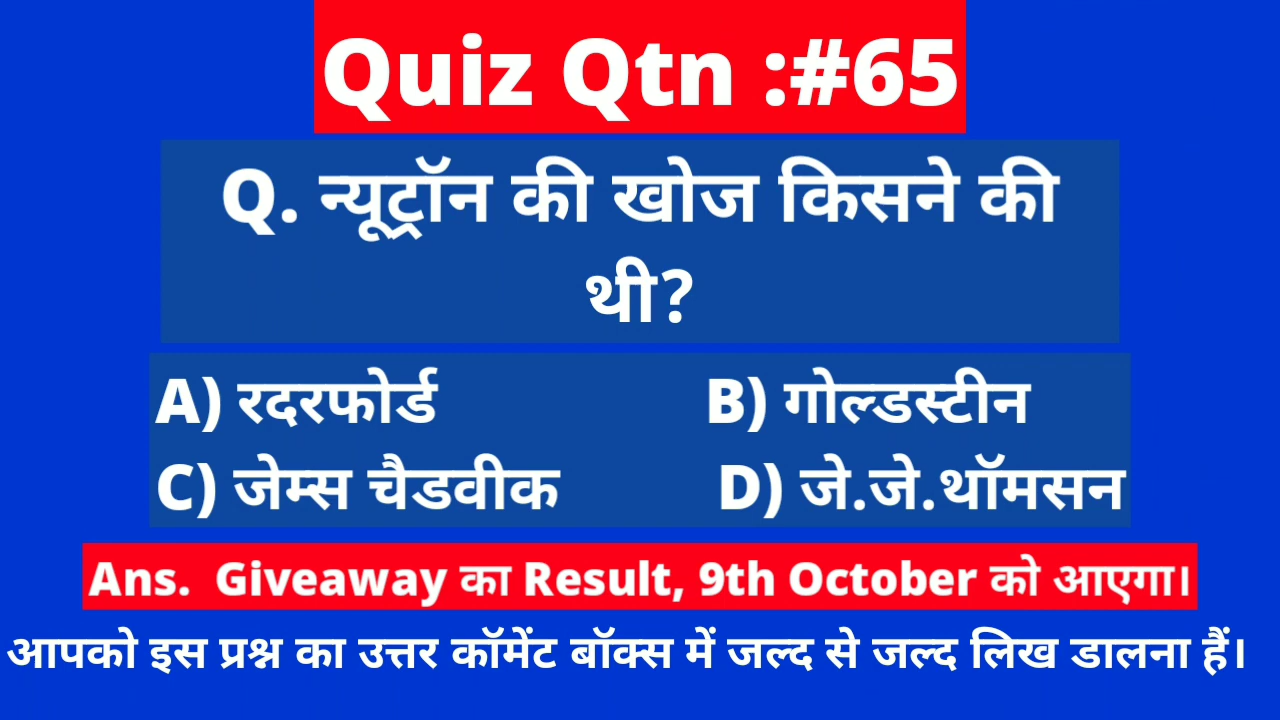 Quiz Qtn :#65
Q. न्यूट्रॉन की खोज किसने की
थी?
A) रदरफोर्ड B) गोल्डस्टीन
C) जेम्स चैडवीक D) जे.जे.थॉमसन
Ans. Giveaway का Result, 9th October को आएगा।
आपको इस प्रश्न का उत्तर कॉमेंट बॉक्स में जल्द से जल्द लिख डालना हैं।